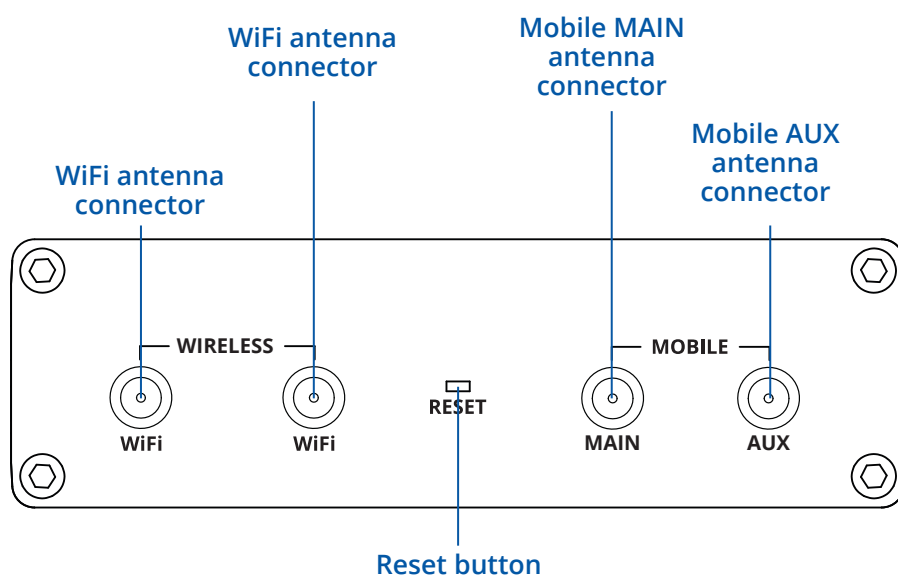 WiFi antenna
connector
Mobile MAIN
antenna
connector
WiFi antenna
connector
Mobile AUX
antenna
connector
WIRELESS
MOBILE
RESET
WiFi
WiFi
MAIN
AUX
Reset button